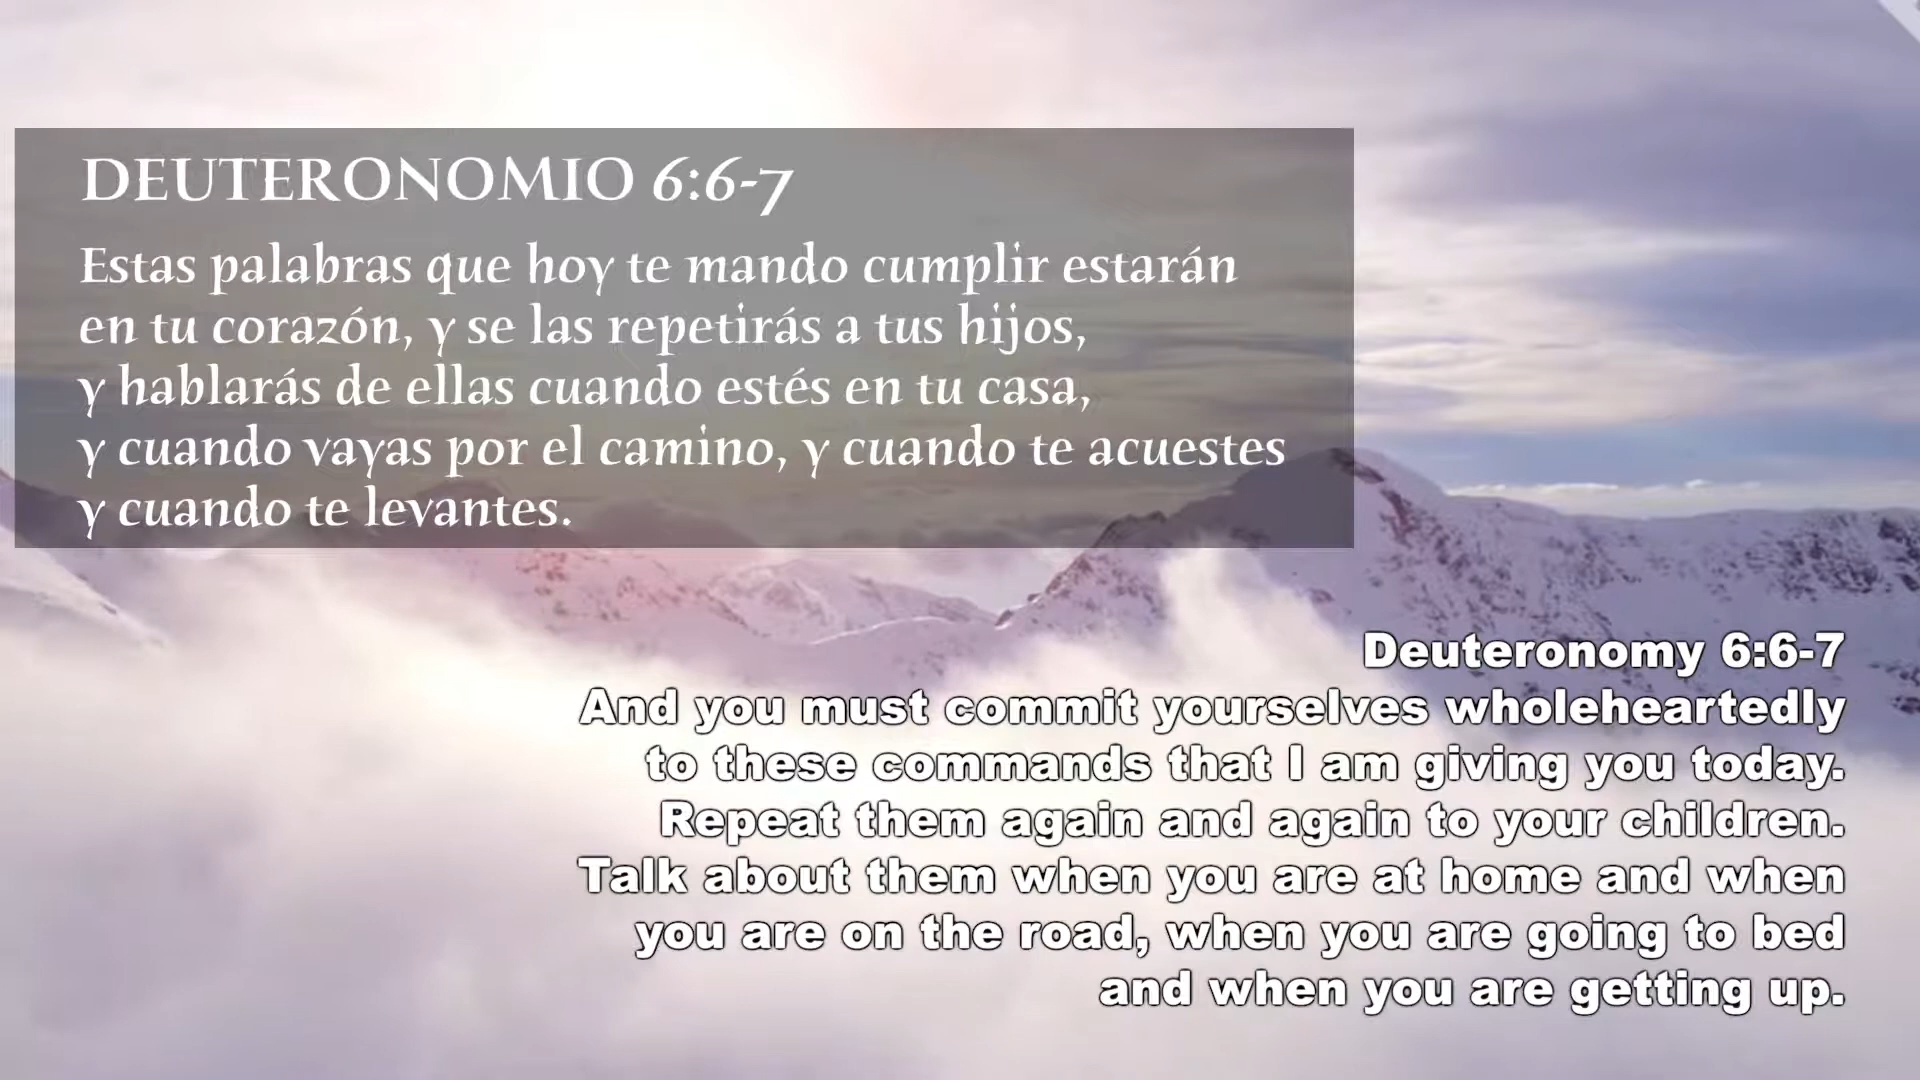 DEUTERONOMIO 6:6-7
Estas palabras que hoy te mando cumplir estarán
en tu corazón, y se las repetirás a tus hijos,
y hablarás de ellas cuando estés en tu casa,
y cuando vayas por el camino, y cuando te acuestes
y cuando te levantes.
Deuteronomy 6:6-7
And you must commit yourselves wholeheartedly
to these commands that I am giving you today.
Repeat them again and again to your children.
Talk about them when you are at home and when
you are on the road, when you are going to bed
and when you are getting up.